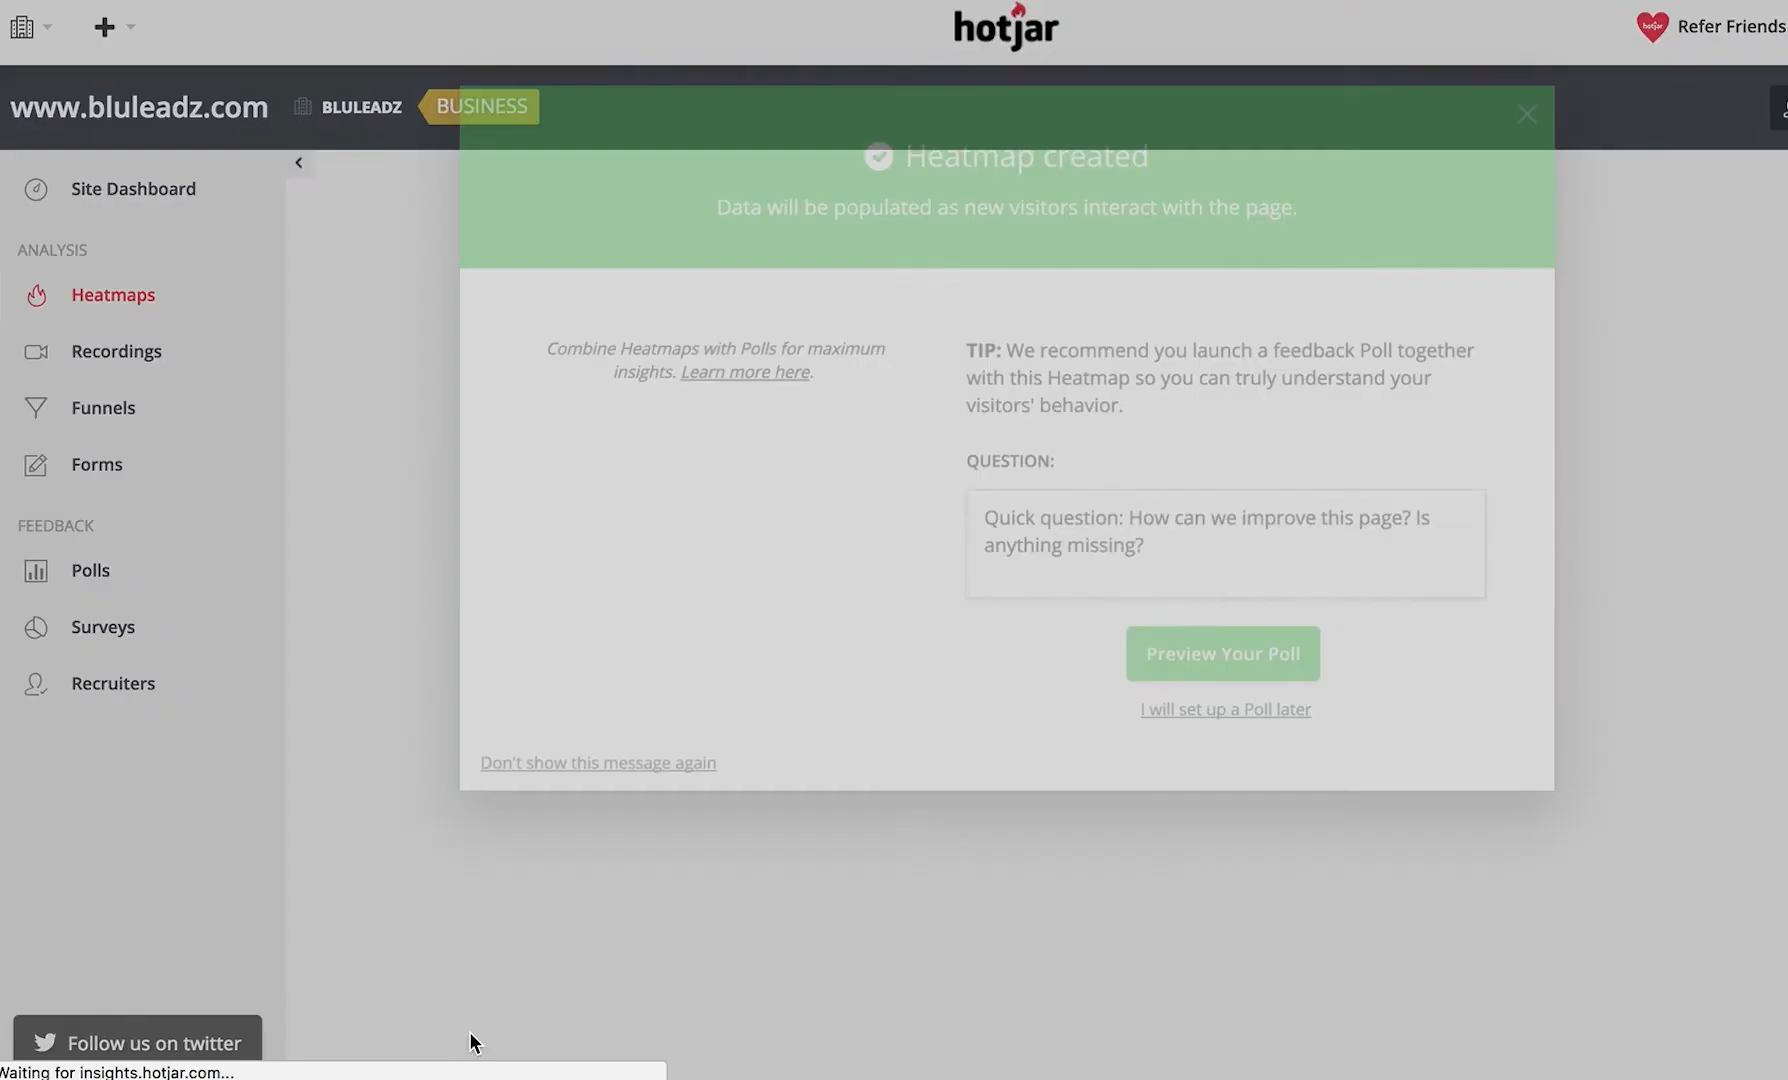 hotjar
hotjar
Refer Friends
www.bluleadz.com
BLULEADZ
BUSINESS
Heatmap created
Data will be populated as new visitors interact with the page.
Site Dashboard
ANALYSIS
Heatmaps
Recordings
Funnels
Forms
FEEDBACK
Polls
Surveys
Recruiters
Combine Heatmaps with Polls for maximum
insights. Learn more here.
TIP: We recommend you launch a feedback Poll together
with this Heatmap so you can truly understand your
visitors' behavior.
QUESTION:
Quick question: How can we improve this page? Is
anything missing?
Preview Your Poll
I will set up a Poll later
Don't show this message again
Follow us on twitter
Waiting for insights.hotjar.com...